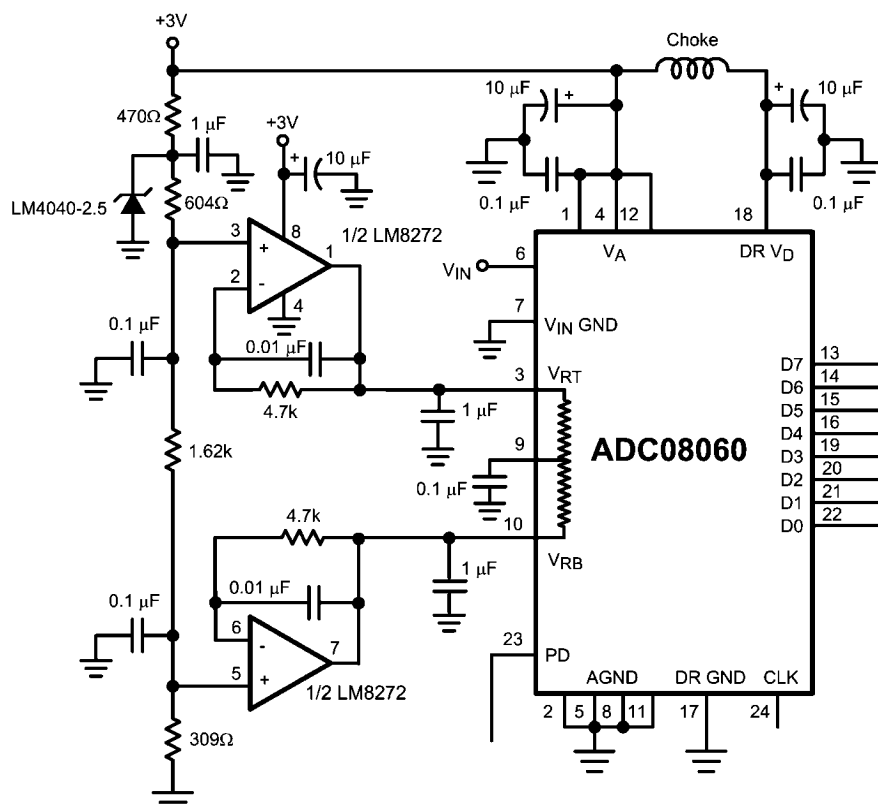 +3V
Choke
470Ω
1 μF
+3V
10 μF
+
10 μF
+
+
10 μF
LM4040-2.5
604Ω
0.1 μF
0.1 μF
1 4 12
18
3
+
8
1/2 LM8272
1
2
-
4
V_A
DR V_D
V_IN
6
7
V_IN GND
0.1 μF
0.01 μF
4.7k
3
V_RT
1 μF
D7 13
D6 14
D5 15
D4 16
D3 19
D2 20
D1 21
D0 22
1.62k
9
ADC08060
0.1 μF
4.7k
10
V_RB
0.01 μF
1 μF
0.1 μF
6
-
7
5
+
1/2 LM8272
23
PD
AGND
DR GND
CLK
2 5 8 11
17
24
309Ω